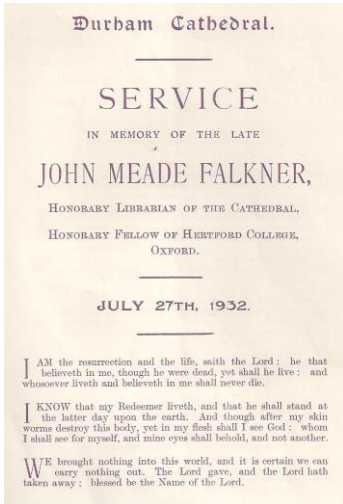 Durham Cathedral.
SERVICE
IN MEMORY OF THE LATE
JOHN MEADE FALKNER,
HONORARY LIBRARIAN OF THE CATHEDRAL,
HONORARY FELLOW OF HERTFORD COLLEGE,
OXFORD.
JULY 27TH, 1932.
I AM the resurrection and the life, saith the Lord : he that
believeth in me, though he were dead, yet shall he live : and
whosoever liveth and believeth in me shall never die.
I KNOW that my Redeemer liveth, and that he shall stand at
the latter day upon the earth. And though after my skin
worms destroy this body, yet in my flesh shall I see God : whom
I shall see for myself, and mine eyes shall behold, and not another.
WE brought nothing into this world, and it is certain we can
carry nothing out. The Lord gave, and the Lord hath
taken away ; blessed be the Name of the Lord.